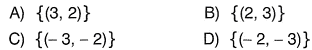 A) {(3, 2)} B) {(2, 3)}
C) {(– 3, – 2)} D) {(– 2, – 3)}